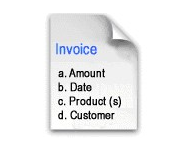 Invoice
a. Amount
b. Date
c. Product (s)
d. Customer